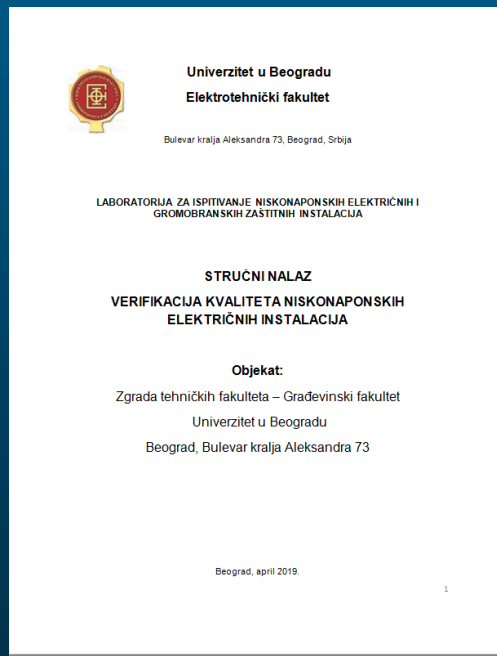 Univerzitet u Beogradu
Elektrotehnički fakultet
Bulevar kralja Aleksandra 73, Beograd, Srbija
LABORATORIJA ZA ISPITIVANJE NISKONAPONSKIH ELEKTRIČNIH I
GROMOBRANSKIH ZAŠTITNIH INSTALACIJA
STRUČNI NALAZ
VERIFIKACIJA KVALITETA NISKONAPONSKIH
ELEKTRIČNIH INSTALACIJA
Objekat:
Zgrada tehničkih fakulteta – Građevinski fakultet
Univerzitet u Beogradu
Beograd, Bulevar kralja Aleksandra 73
Beograd, april 2019.
1